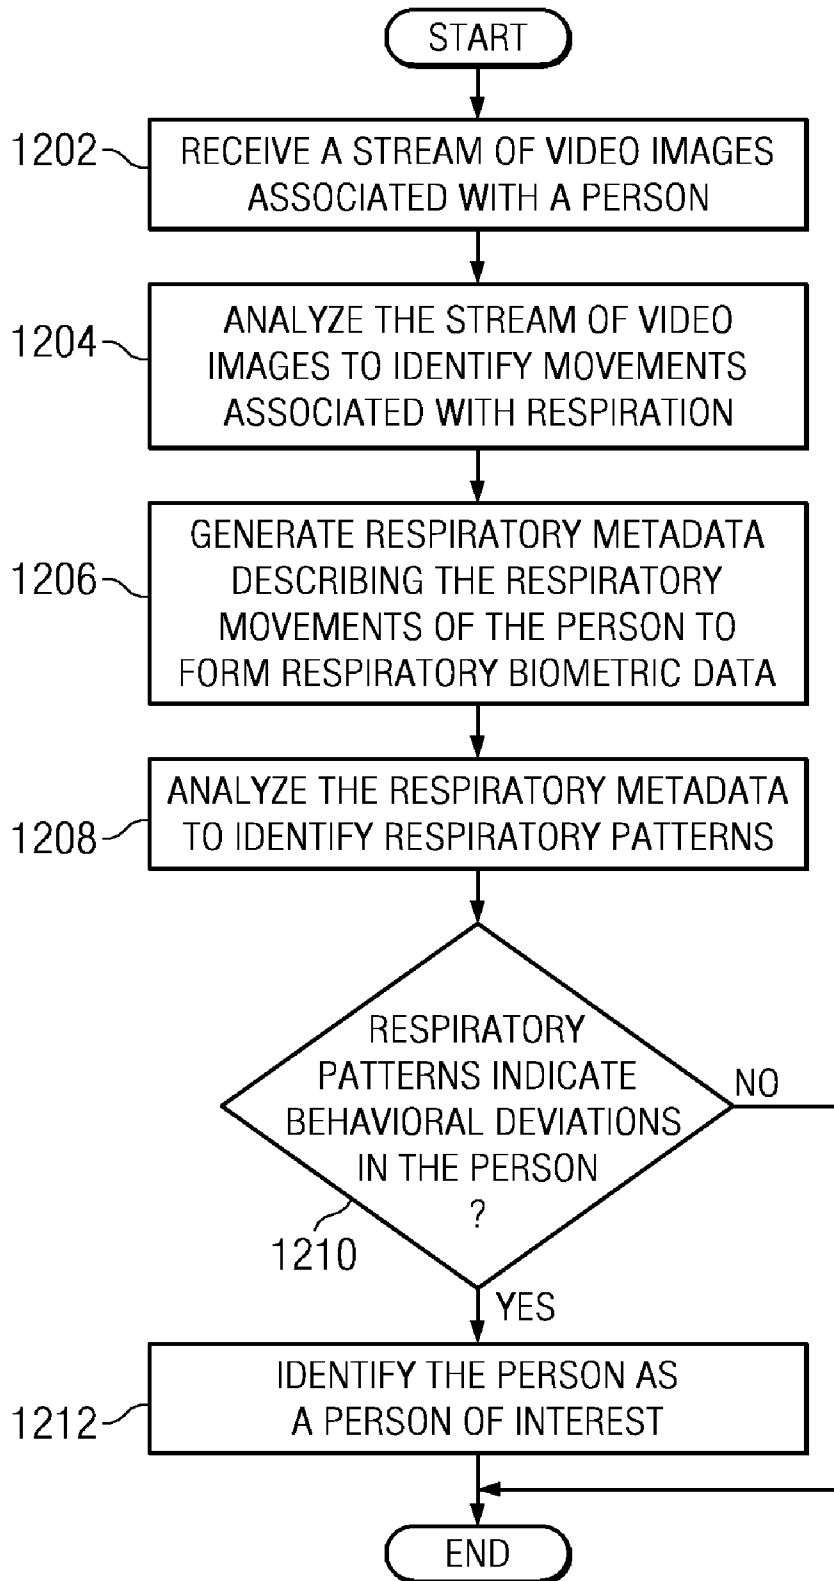 START
1202
RECEIVE A STREAM OF VIDEO IMAGES
ASSOCIATED WITH A PERSON
1204
ANALYZE THE STREAM OF VIDEO
IMAGES TO IDENTIFY MOVEMENTS
ASSOCIATED WITH RESPIRATION
1206
GENERATE RESPIRATORY METADATA
DESCRIBING THE RESPIRATORY
MOVEMENTS OF THE PERSON TO
FORM RESPIRATORY BIOMETRIC DATA
1208
ANALYZE THE RESPIRATORY METADATA
TO IDENTIFY RESPIRATORY PATTERNS
RESPIRATORY
PATTERNS INDICATE
BEHAVIORAL DEVIATIONS
IN THE PERSON
?
NO
1210
YES
1212
IDENTIFY THE PERSON AS
A PERSON OF INTEREST
END